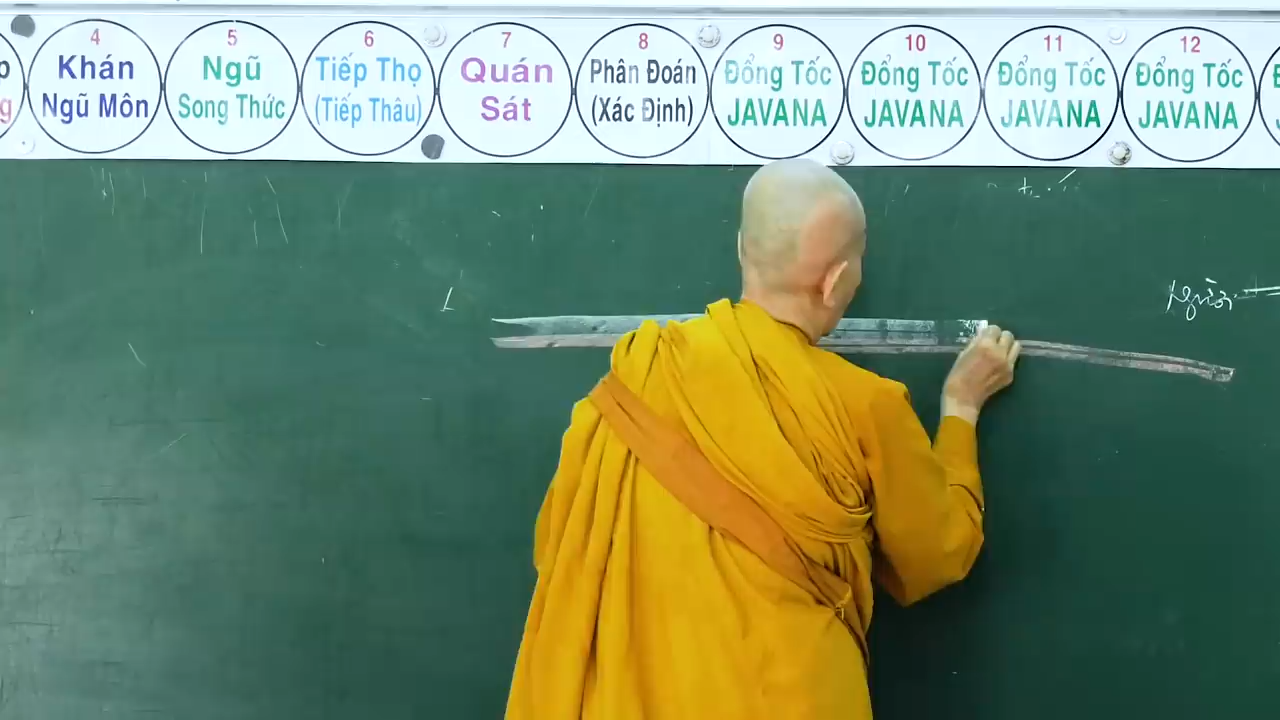 4
Khán
Ngũ Môn
5
Ngũ
Song Thức
6
Tiếp Thọ
(Tiếp Thâu)
7
Quán
Sát
8
Phân Đoán
(Xác Định)
9
Đổng Tốc
JAVANA
10
Đổng Tốc
JAVANA
11
Đổng Tốc
JAVANA
12
Đổng Tốc
JAVANA